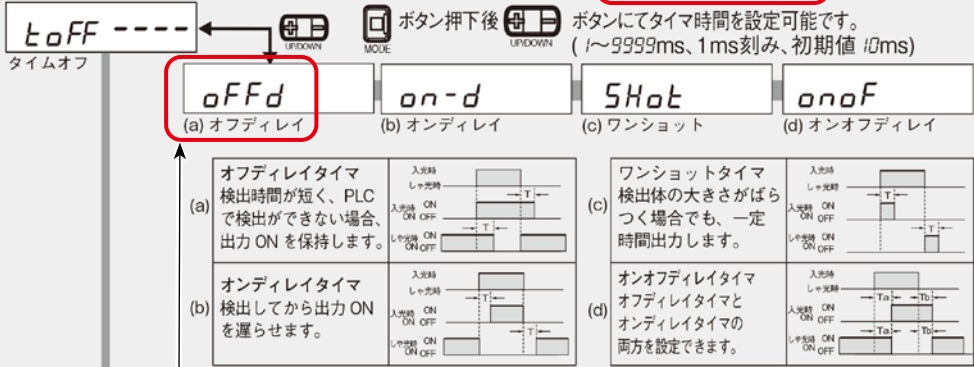 toFF ----
タイムオフ
UP/DOWN
MODE
ボタン押下後
UP/DOWN
ボタンにてタイマ時間を設定可能です。
(1〜9999ms、1ms刻み、初期値 10ms)
oFFd
(a) オフディレイ
on-d
(b) オンディレイ
SHot
(c) ワンショット
onoF
(d) オンオフディレイ
(a)
オフディレイタイマ
検出時間が短く、PLC
で検出ができない場合、
出力 ON を保持します。
入光時
しゃ光時
T
入光時 ON
ON OFF
T
しゃ光時 ON
ON OFF
(b)
オンディレイタイマ
検出してから出力 ON
を遅らせます。
入光時
しゃ光時
T
入光時 ON
ON OFF
T
しゃ光時 ON
ON OFF
(c)
ワンショットタイマ
検出体の大きさがばら
つく場合でも、一定
時間出力します。
入光時
しゃ光時
T
入光時 ON
ON OFF
T
しゃ光時 ON
ON OFF
(d)
オンオフディレイタイマ
オフディレイタイマと
オンディレイタイマの
両方を設定できます。
入光時
しゃ光時
Ta Tb
入光時 ON
ON OFF
Ta Tb
しゃ光時 ON
ON OFF